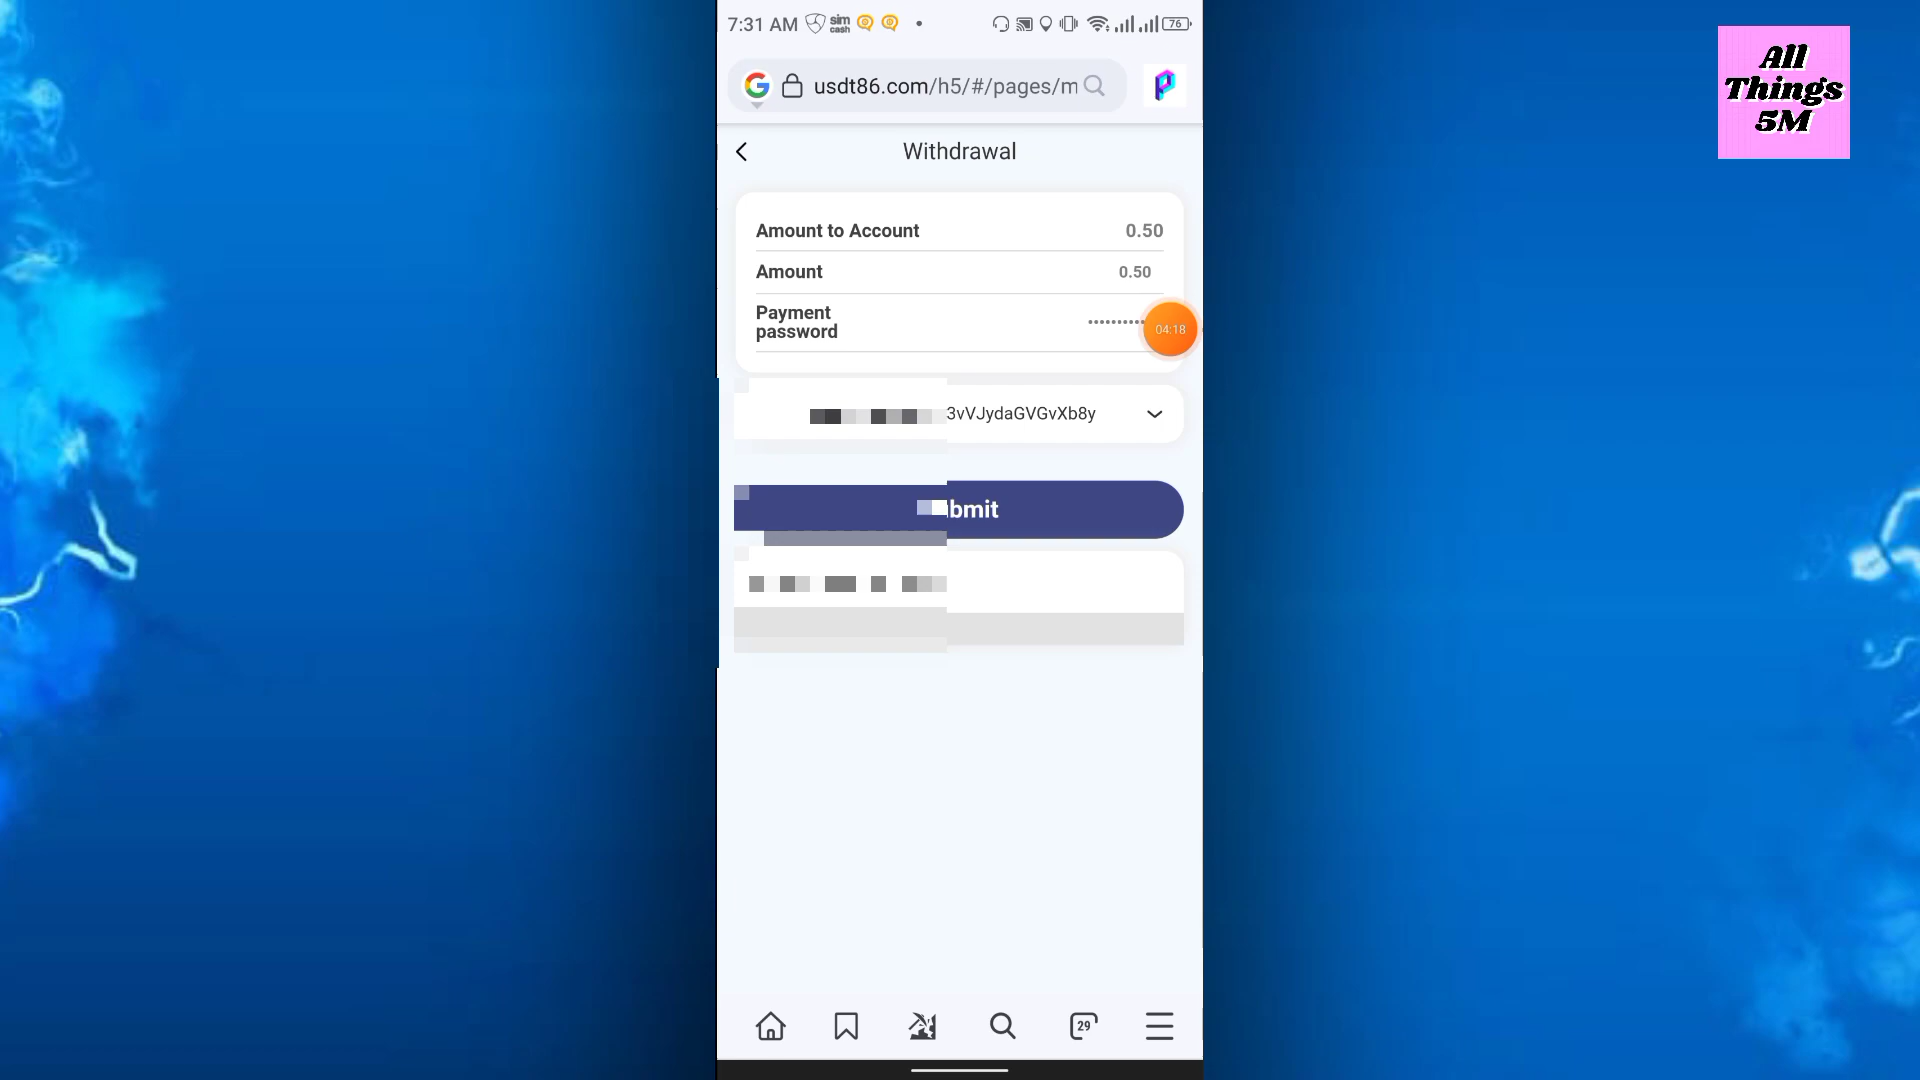 7:31 AM
sim
cash
76
usdt86.com/h5/#/pages/m
All
Things
5M
Withdrawal
Amount to Account 0.50
Amount 0.50
Payment
password ••••••••••
04:18
3vVJydaGVGvXb8y
bmit
29